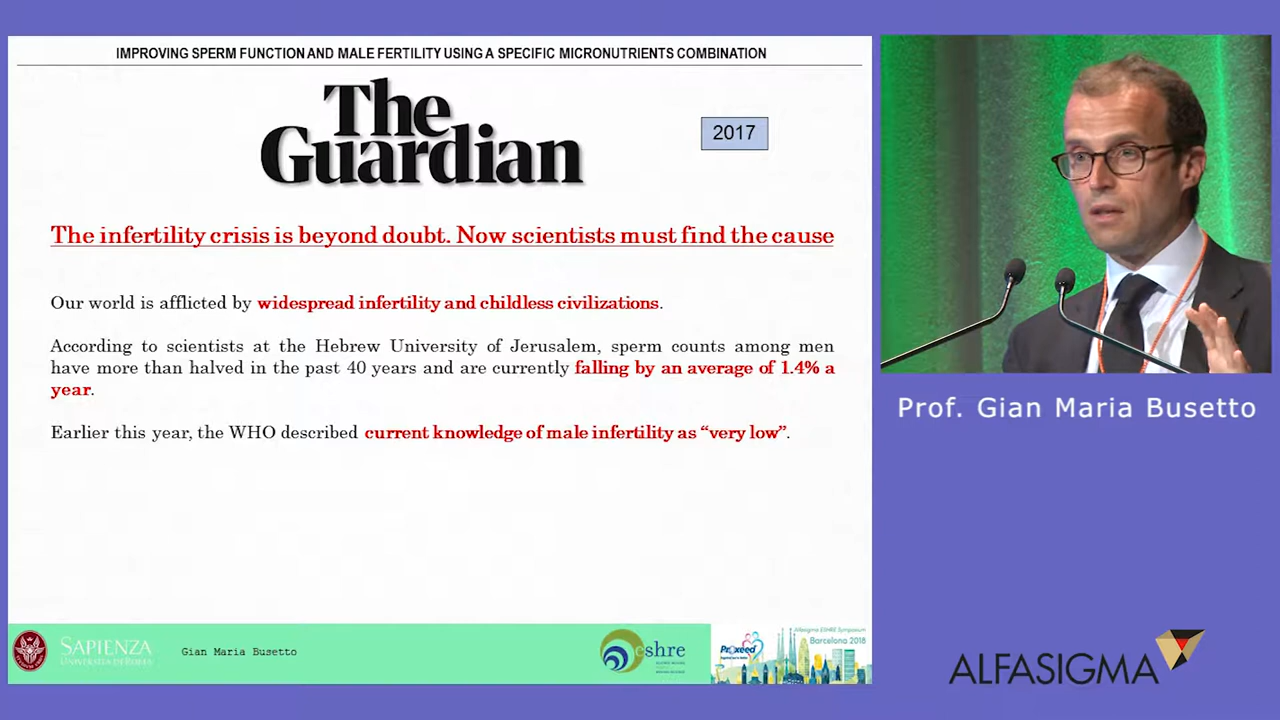 IMPROVING SPERM FUNCTION AND MALE FERTILITY USING A SPECIFIC MICRONUTRIENTS COMBINATION
The
Guardian
2017
The infertility crisis is beyond doubt. Now scientists must find the cause
Our world is afflicted by widespread infertility and childless civilizations.
According to scientists at the Hebrew University of Jerusalem, sperm counts among men
have more than halved in the past 40 years and are currently falling by an average of 1.4% a
year.
Earlier this year, the WHO described current knowledge of male infertility as “very low”.
Prof. Gian Maria Busetto
SAPIENZA
UNIVERSITÀ DI ROMA
Gian Maria Busetto
eshre
Proxeed
Alfasigma ESHRE Symposium
Barcelona 2018
ALFASIGMA